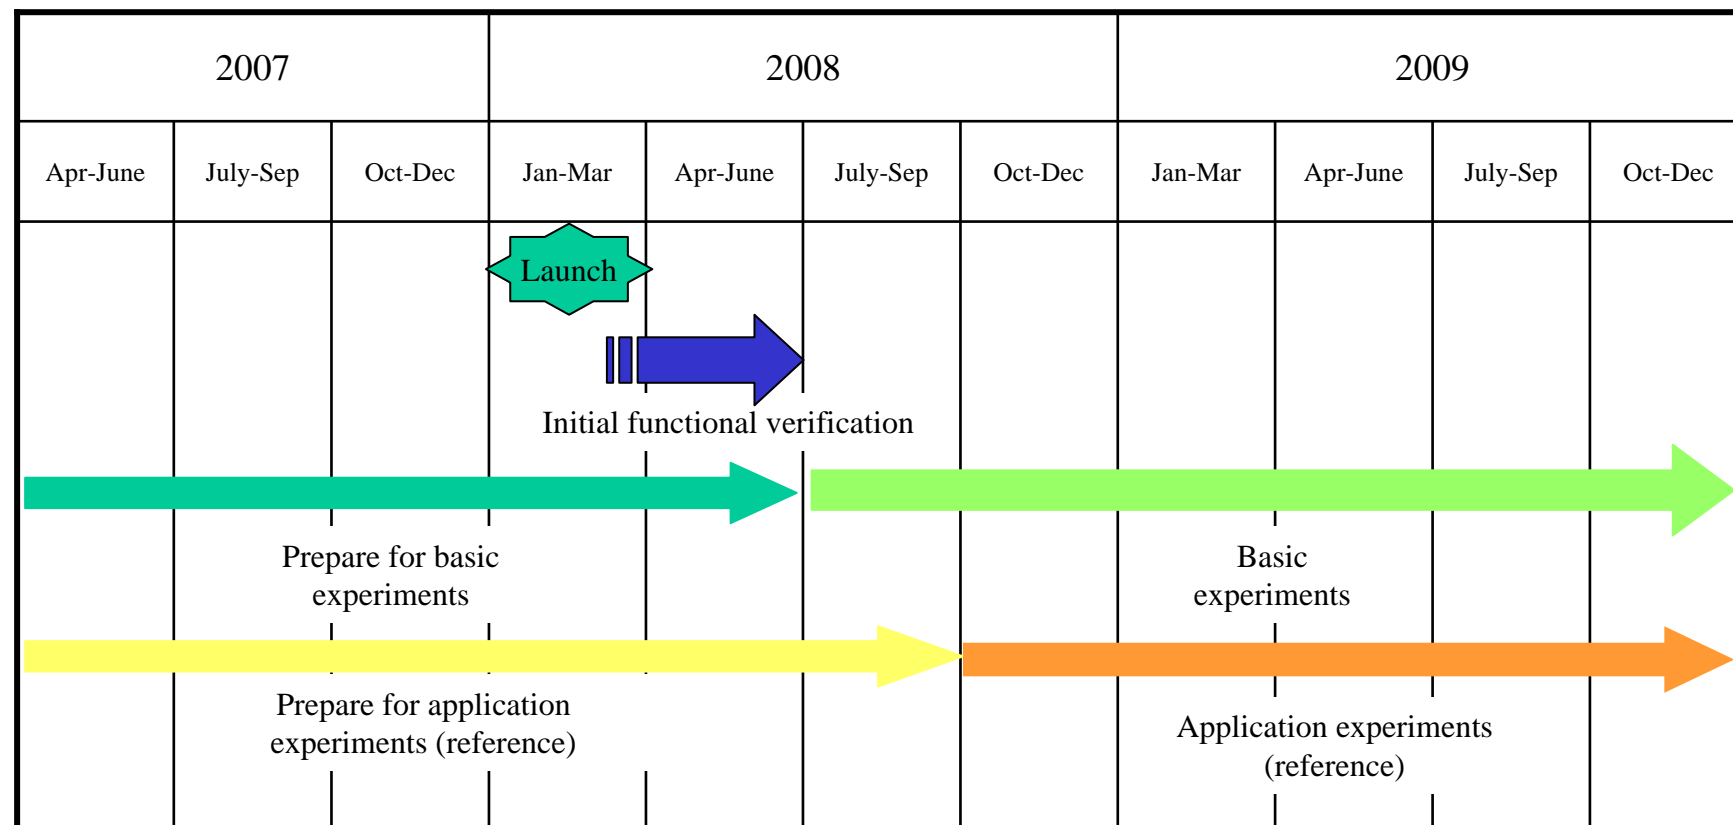 2007
2008
2009
Apr-June
July-Sep
Oct-Dec
Jan-Mar
Apr-June
July-Sep
Oct-Dec
Jan-Mar
Apr-June
July-Sep
Oct-Dec
Launch
Initial functional verification
Prepare for basic
experiments
Basic
experiments
Prepare for application
experiments (reference)
Application experiments
(reference)